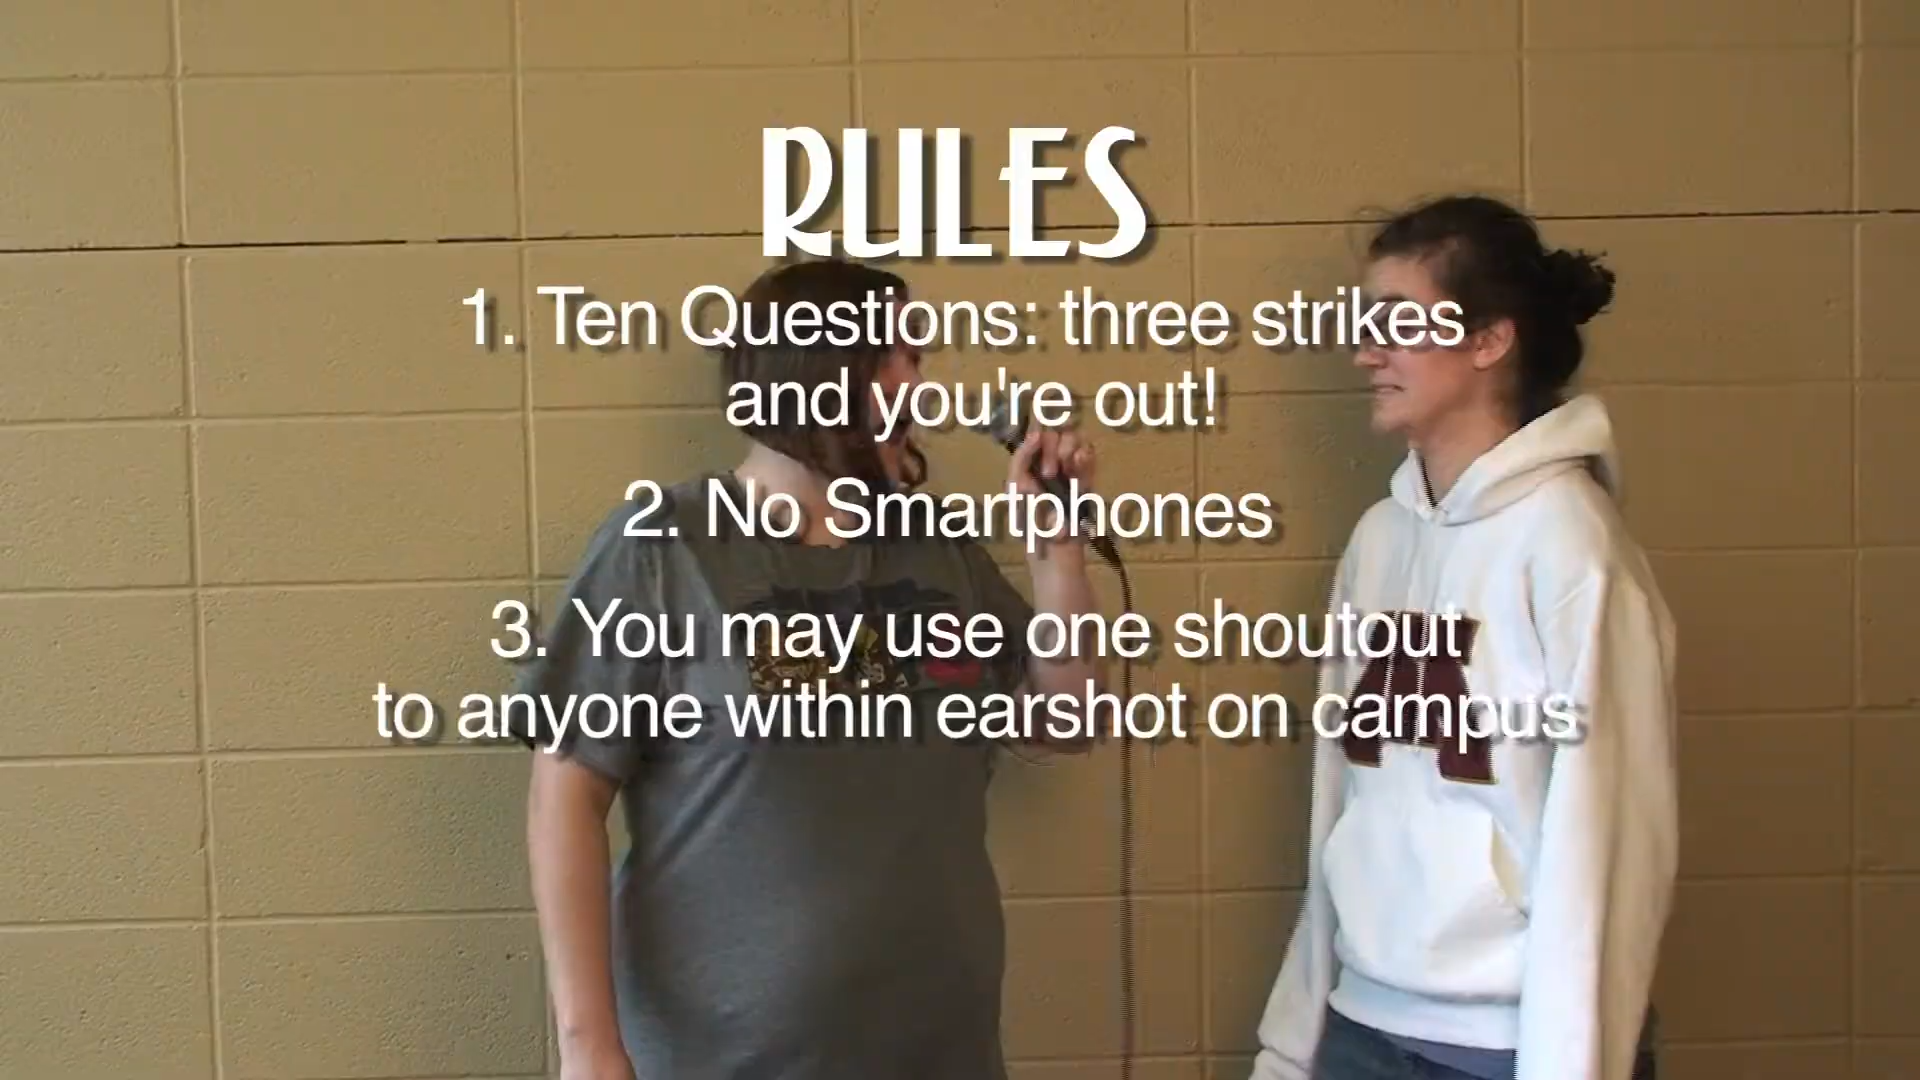 RULES
1. Ten Questions: three strikes
and you're out!
2. No Smartphones
3. You may use one shoutout
to anyone within earshot on campus